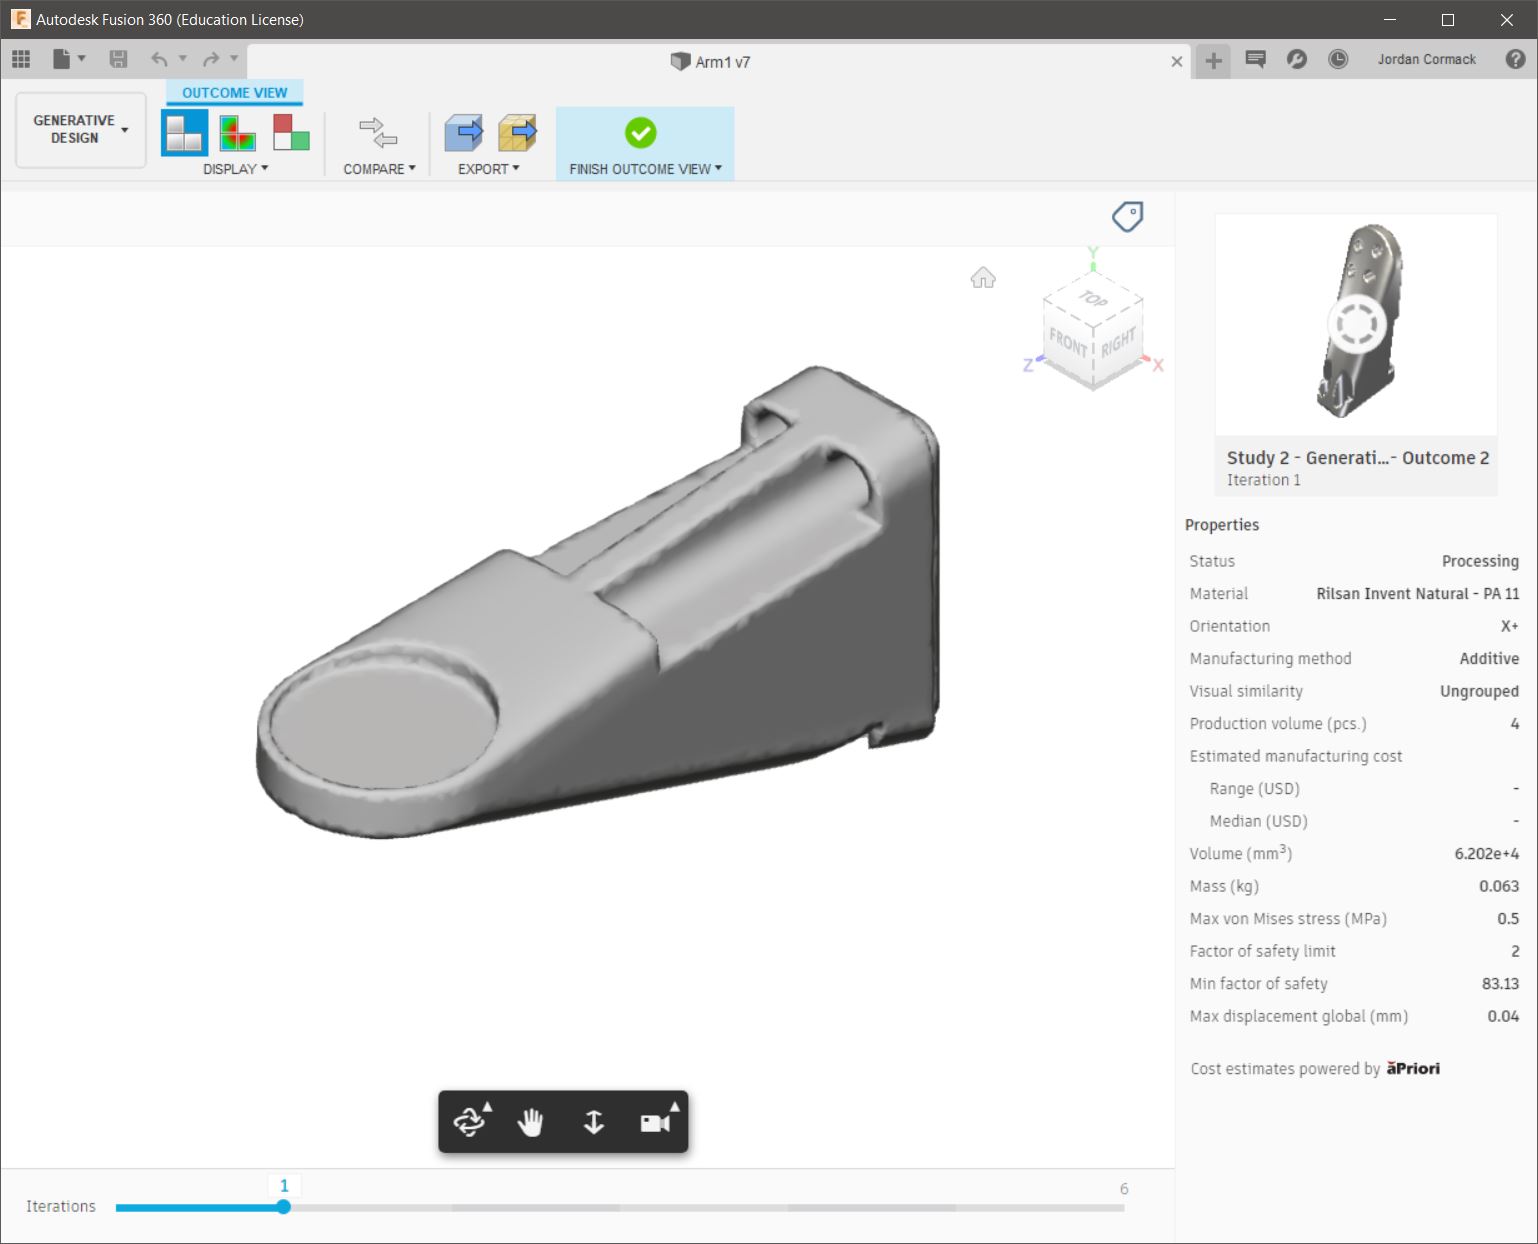 Autodesk Fusion 360 (Education License)
Arm1 v7
Jordan Cormack
GENERATIVE
DESIGN
OUTCOME VIEW
DISPLAY
COMPARE
EXPORT
FINISH OUTCOME VIEW
Y
TOP
FRONT
RIGHT
Z
X
Study 2 - Generati...- Outcome 2
Iteration 1
Properties
Status Processing
Material Rilsan Invent Natural - PA 11
Orientation X+
Manufacturing method Additive
Visual similarity Ungrouped
Production volume (pcs.) 4
Estimated manufacturing cost
Range (USD) -
Median (USD) -
Volume (mm³) 6.202e+4
Mass (kg) 0.063
Max von Mises stress (MPa) 0.5
Factor of safety limit 2
Min factor of safety 83.13
Max displacement global (mm) 0.04
Cost estimates powered by aPriori
Iterations 1 6